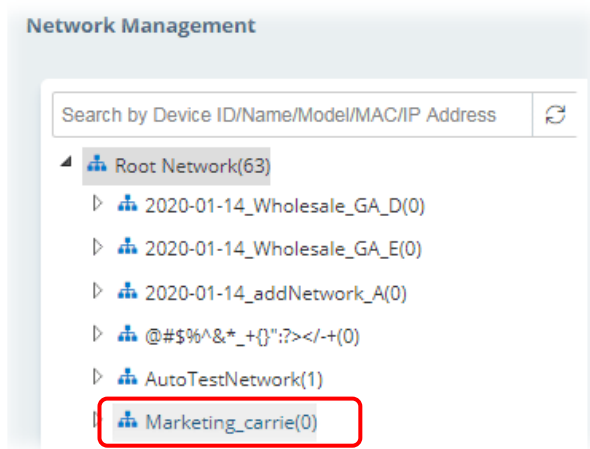 Network Management
Search by Device ID/Name/Model/MAC/IP Address
Root Network(63)
2020-01-14_Wholesale_GA_D(0)
2020-01-14_Wholesale_GA_E(0)
2020-01-14_addNetwork_A(0)
@#$%^&*_+{}":?></-+(0)
AutoTestNetwork(1)
Marketing_carrie(0)